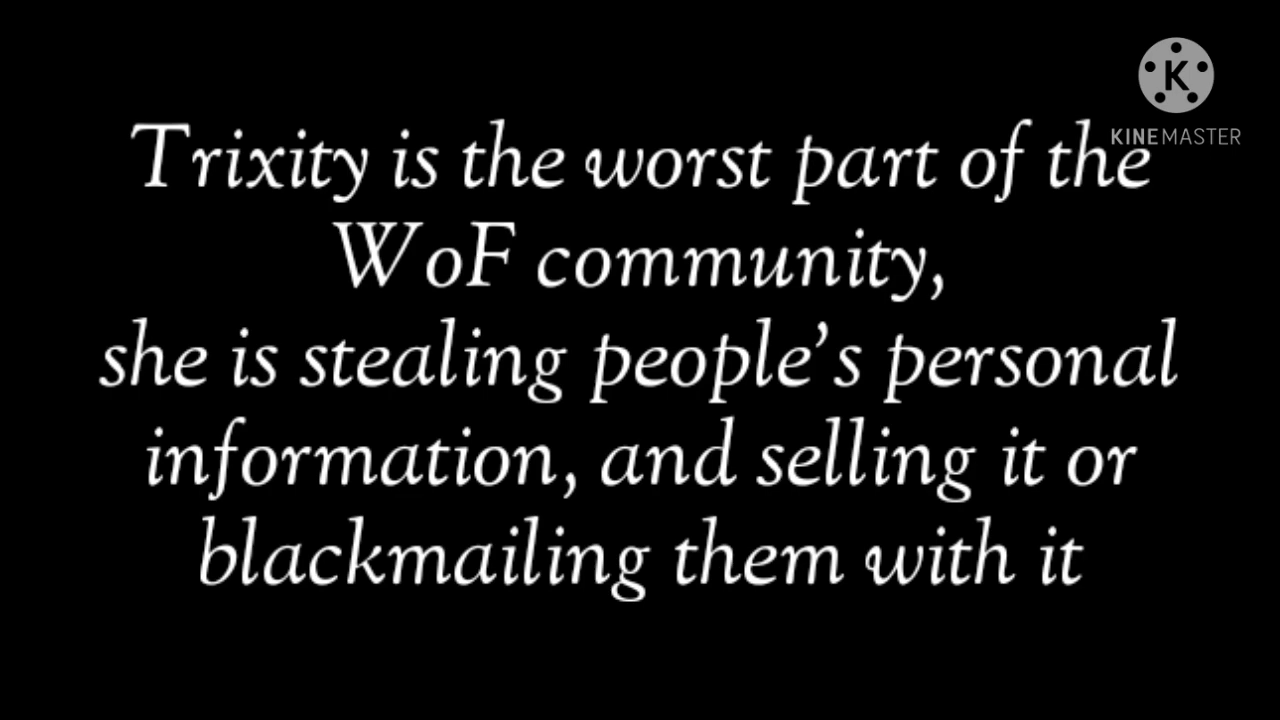 KINEMASTER
Trixity is the worst part of the
WoF community,
she is stealing people’s personal
information, and selling it or
blackmailing them with it